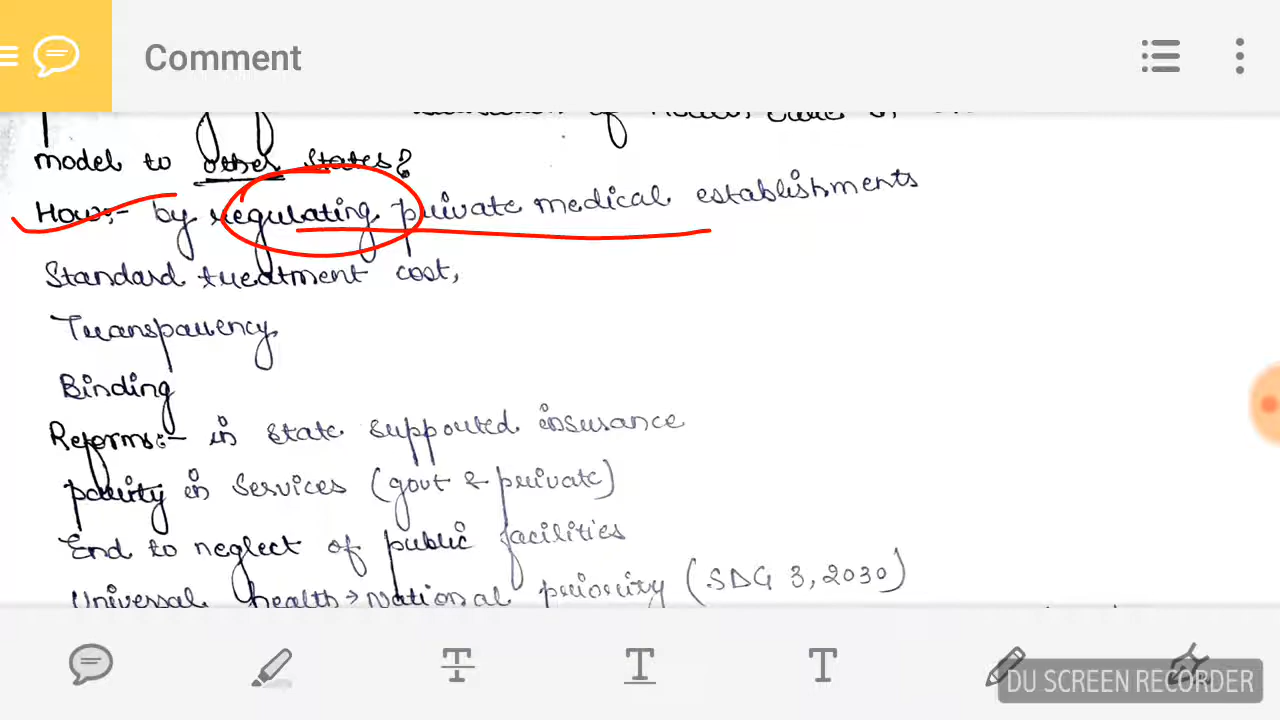 Comment
of
model to other States?
How:- by regulating private medical establishments
Standard treatment cost,
Transparency
Binding
Reforms:- in state supported insurance
parity in services (govt & private)
End to neglect of public facilities
Universal health → National priority (SDG 3, 2030)
T T T
DU SCREEN RECORDER